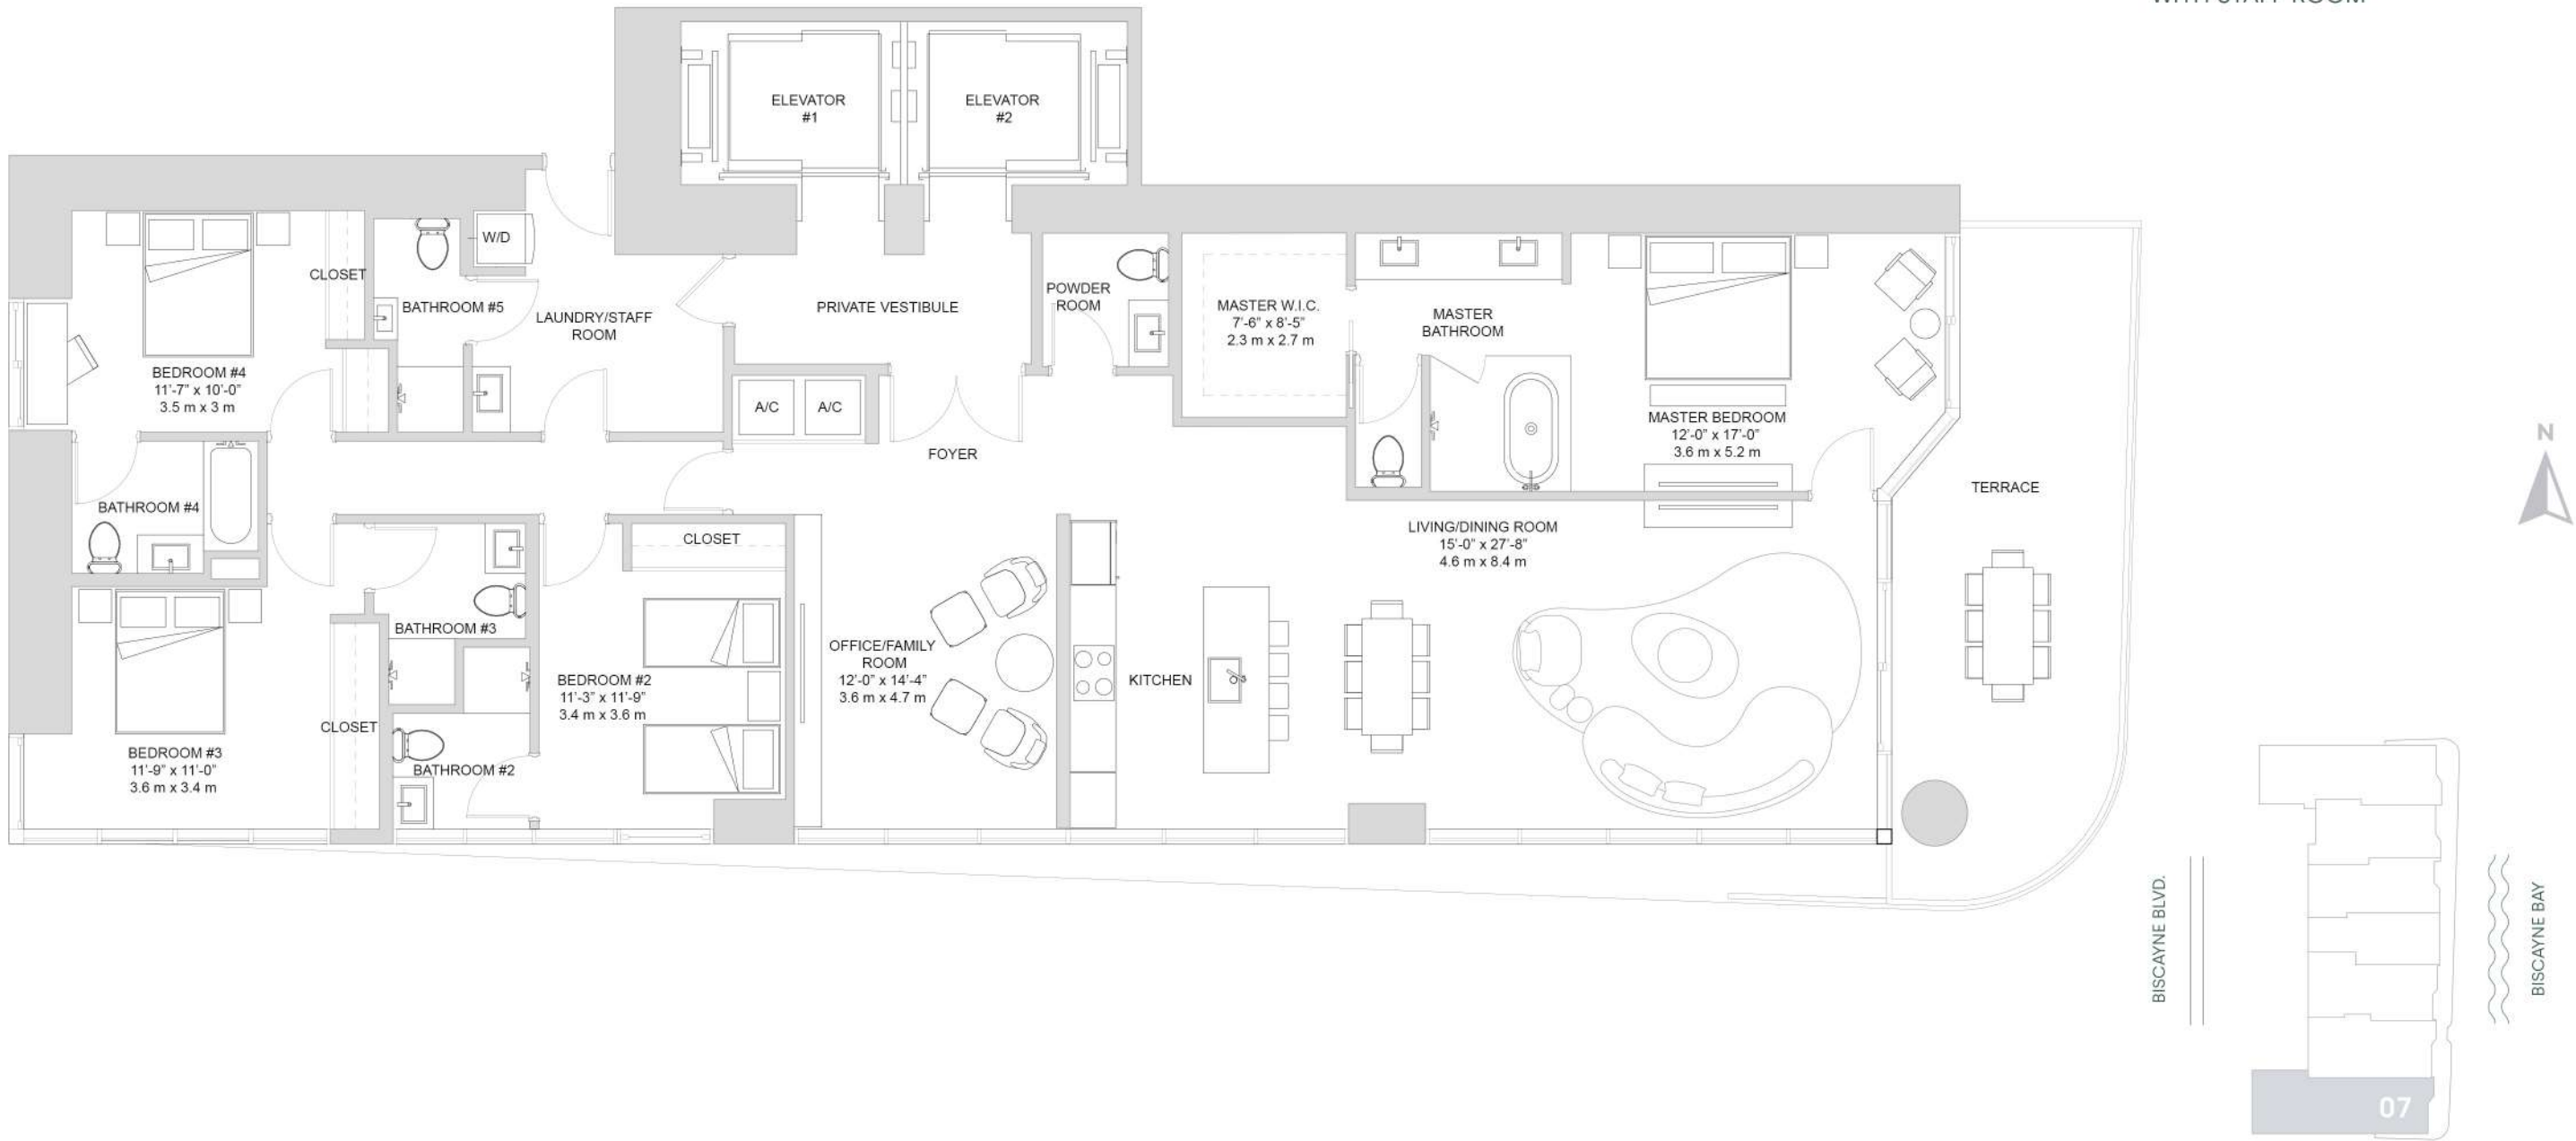 WITH STAFF ROOM
ELEVATOR
#1
ELEVATOR
#2
W/D
CLOSET
BATHROOM #5
LAUNDRY/STAFF
ROOM
PRIVATE VESTIBULE
POWDER
ROOM
MASTER W.I.C.
7'-6" x 8'-5"
2.3 m x 2.7 m
MASTER
BATHROOM
BEDROOM #4
11'-7" x 10'-0"
3.5 m x 3 m
A/C
A/C
MASTER BEDROOM
12'-0" x 17'-0"
3.6 m x 5.2 m
FOYER
N
TERRACE
BATHROOM #4
CLOSET
LIVING/DINING ROOM
15'-0" x 27'-8"
4.6 m x 8.4 m
BATHROOM #3
OFFICE/FAMILY
ROOM
12'-0" x 14'-4"
3.6 m x 4.7 m
KITCHEN
BEDROOM #2
11'-3" x 11'-9"
3.4 m x 3.6 m
CLOSET
BEDROOM #3
11'-9" x 11'-0"
3.6 m x 3.4 m
BATHROOM #2
BISCAYNE BLVD.
BISCAYNE BAY
07